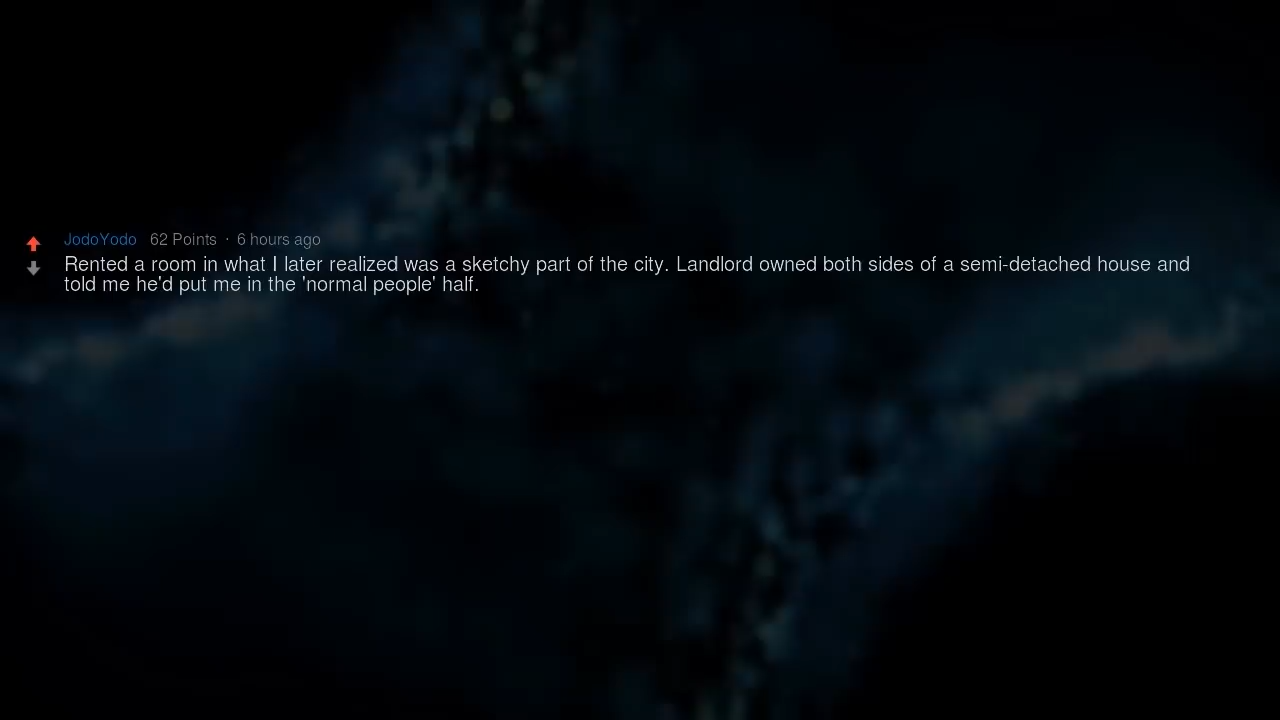 JodoYodo 62 Points · 6 hours ago
Rented a room in what I later realized was a sketchy part of the city. Landlord owned both sides of a semi-detached house and
told me he'd put me in the 'normal people' half.